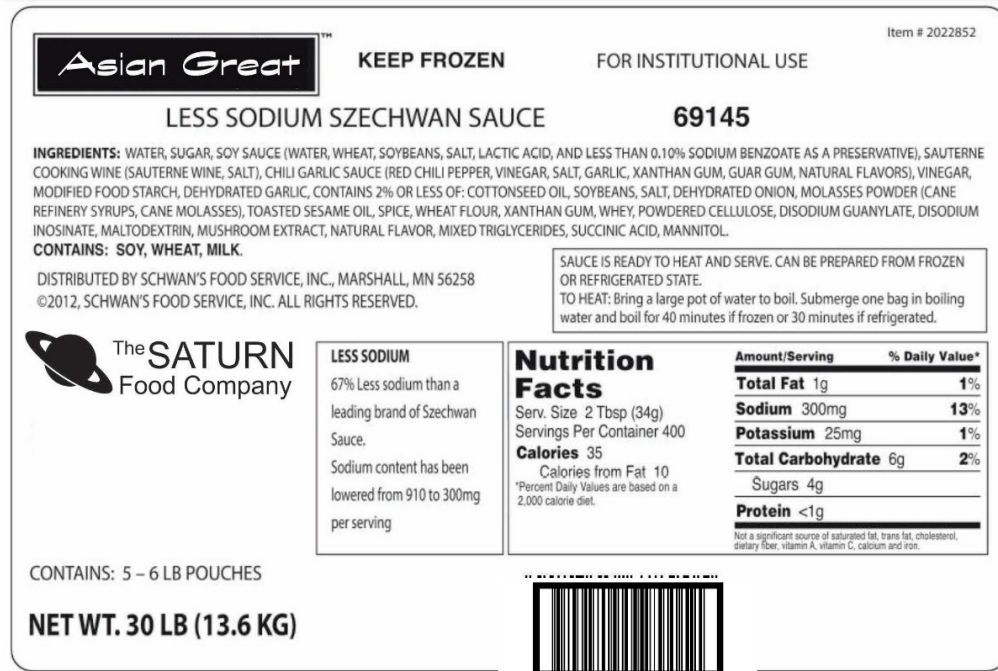 Item # 2022852
Asian Great™
KEEP FROZEN
FOR INSTITUTIONAL USE
LESS SODIUM SZECHWAN SAUCE
69145
INGREDIENTS: WATER, SUGAR, SOY SAUCE (WATER, WHEAT, SOYBEANS, SALT, LACTIC ACID, AND LESS THAN 0.10% SODIUM BENZOATE AS A PRESERVATIVE), SAUTERNE
COOKING WINE (SAUTERNE WINE, SALT), CHILI GARLIC SAUCE (RED CHILI PEPPER, VINEGAR, SALT, GARLIC, XANTHAN GUM, GUAR GUM, NATURAL FLAVORS), VINEGAR,
MODIFIED FOOD STARCH, DEHYDRATED GARLIC, CONTAINS 2% OR LESS OF: COTTONSEED OIL, SOYBEANS, SALT, DEHYDRATED ONION, MOLASSES POWDER (CANE
REFINERY SYRUPS, CANE MOLASSES), TOASTED SESAME OIL, SPICE, WHEAT FLOUR, XANTHAN GUM, WHEY, POWDERED CELLULOSE, DISODIUM GUANYLATE, DISODIUM
INOSINATE, MALTODEXTRIN, MUSHROOM EXTRACT, NATURAL FLAVOR, MIXED TRIGLYCERIDES, SUCCINIC ACID, MANNITOL.
CONTAINS: SOY, WHEAT, MILK.
DISTRIBUTED BY SCHWAN'S FOOD SERVICE, INC., MARSHALL, MN 56258
©2012, SCHWAN'S FOOD SERVICE, INC. ALL RIGHTS RESERVED.
SAUCE IS READY TO HEAT AND SERVE. CAN BE PREPARED FROM FROZEN
OR REFRIGERATED STATE.
TO HEAT: Bring a large pot of water to boil. Submerge one bag in boiling
water and boil for 40 minutes if frozen or 30 minutes if refrigerated.
The SATURN
Food Company
LESS SODIUM
67% Less sodium than a
leading brand of Szechwan
Sauce.
Sodium content has been
lowered from 910 to 300mg
per serving
Nutrition
Facts
Serv. Size 2 Tbsp (34g)
Servings Per Container 400
Calories 35
Calories from Fat 10
*Percent Daily Values are based on a
2,000 calorie diet.
Amount/Serving % Daily Value*
Total Fat 1g 1%
Sodium 300mg 13%
Potassium 25mg 1%
Total Carbohydrate 6g 2%
Sugars 4g
Protein <1g
Not a significant source of saturated fat, trans fat, cholesterol,
dietary fiber, vitamin A, vitamin C, calcium and iron.
CONTAINS: 5 – 6 LB POUCHES
NET WT. 30 LB (13.6 KG)